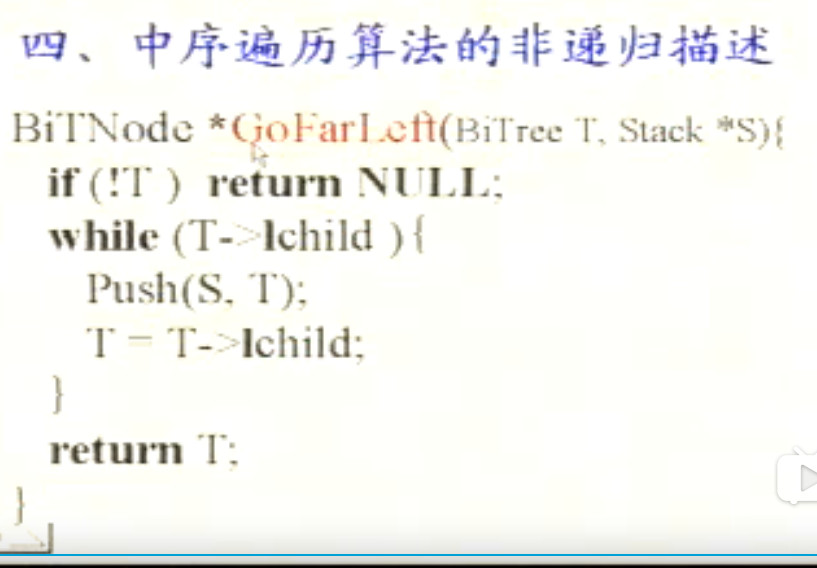 四、中序遍历算法的非递归描述
BiTNode *GoFarLeft(BiTree T, Stack *S){
if (!T ) return NULL;
while (T->lchild ){
Push(S, T);
T = T->lchild;
}
return T;
}